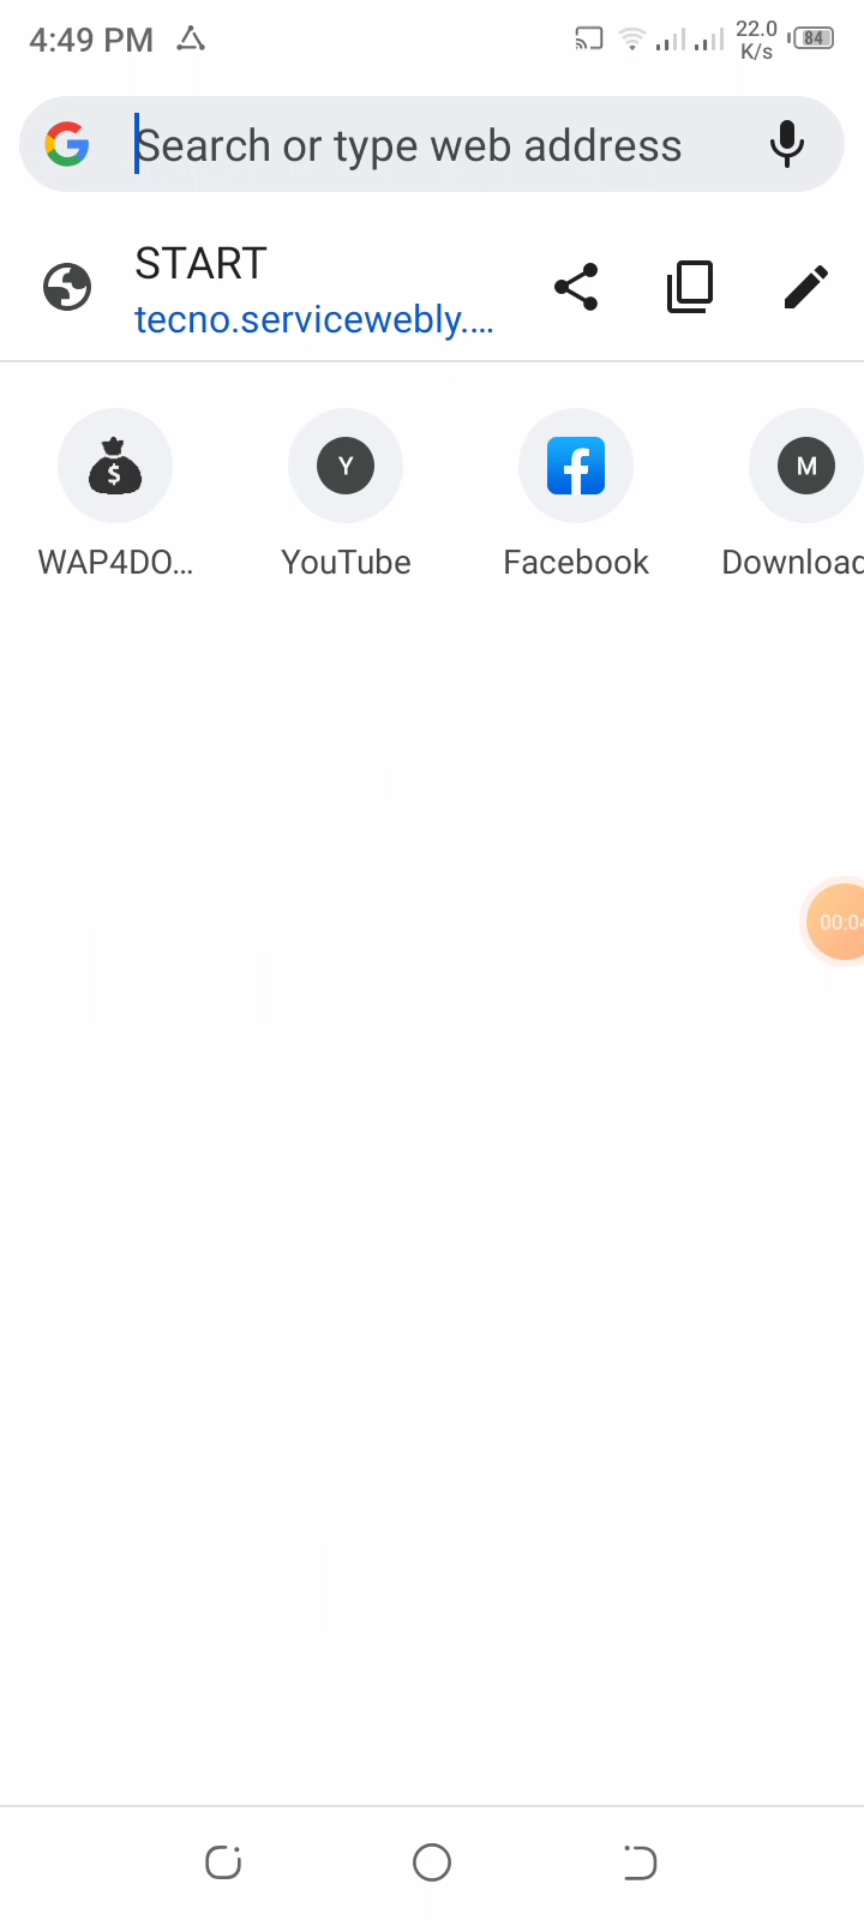 4:49 PM
22.0
K/s
84
Search or type web address
START
tecno.servicewebly....
$
Y
M
WAP4DO...
YouTube
Facebook
Download
00:04